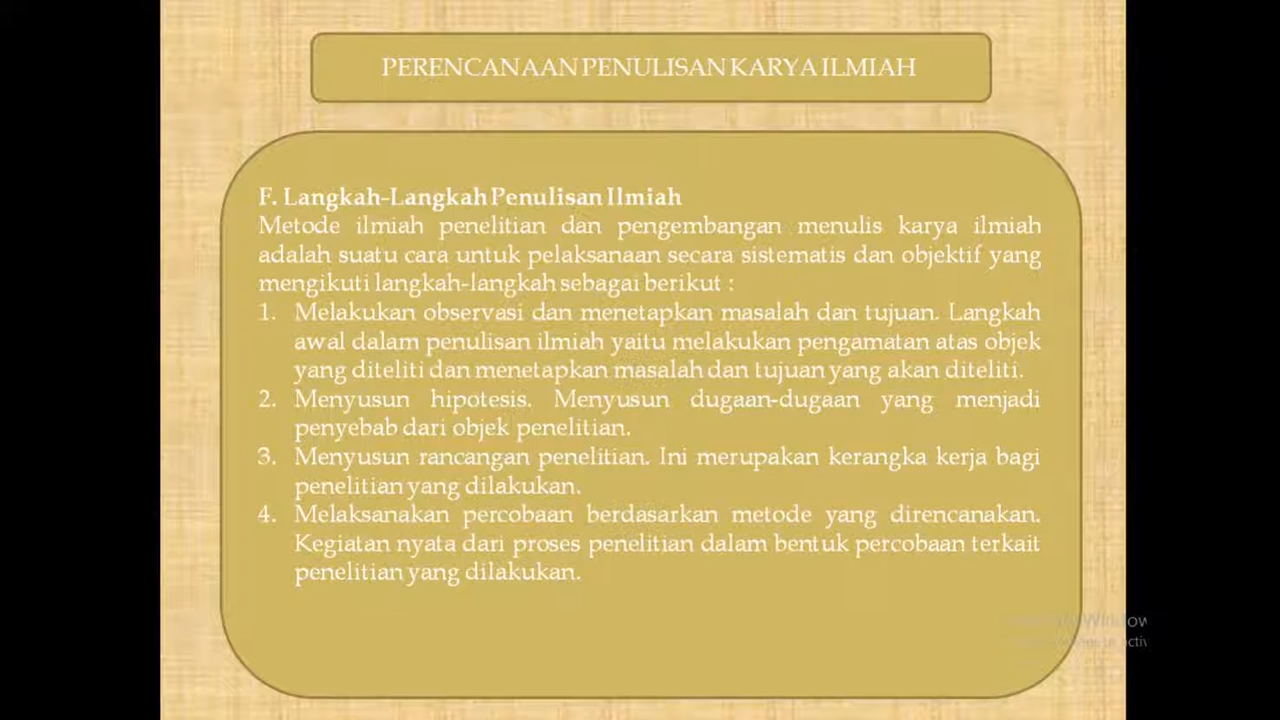 PERENCANAAN PENULISAN KARYA ILMIAH
F. Langkah-Langkah Penulisan Ilmiah
Metode ilmiah penelitian dan pengembangan menulis karya ilmiah
adalah suatu cara untuk pelaksanaan secara sistematis dan objektif yang
mengikuti langkah-langkah sebagai berikut :
1. Melakukan observasi dan menetapkan masalah dan tujuan. Langkah
awal dalam penulisan ilmiah yaitu melakukan pengamatan atas objek
yang diteliti dan menetapkan masalah dan tujuan yang akan diteliti.
2. Menyusun hipotesis. Menyusun dugaan-dugaan yang menjadi
penyebab dari objek penelitian.
3. Menyusun rancangan penelitian. Ini merupakan kerangka kerja bagi
penelitian yang dilakukan.
4. Melaksanakan percobaan berdasarkan metode yang direncanakan.
Kegiatan nyata dari proses penelitian dalam bentuk percobaan terkait
penelitian yang dilakukan.